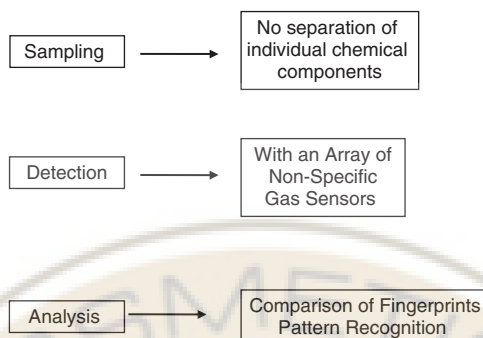 Sampling
No separation of
individual chemical
components
Detection
With an Array of
Non-Specific
Gas Sensors
Analysis
Comparison of Fingerprints
Pattern Recognition